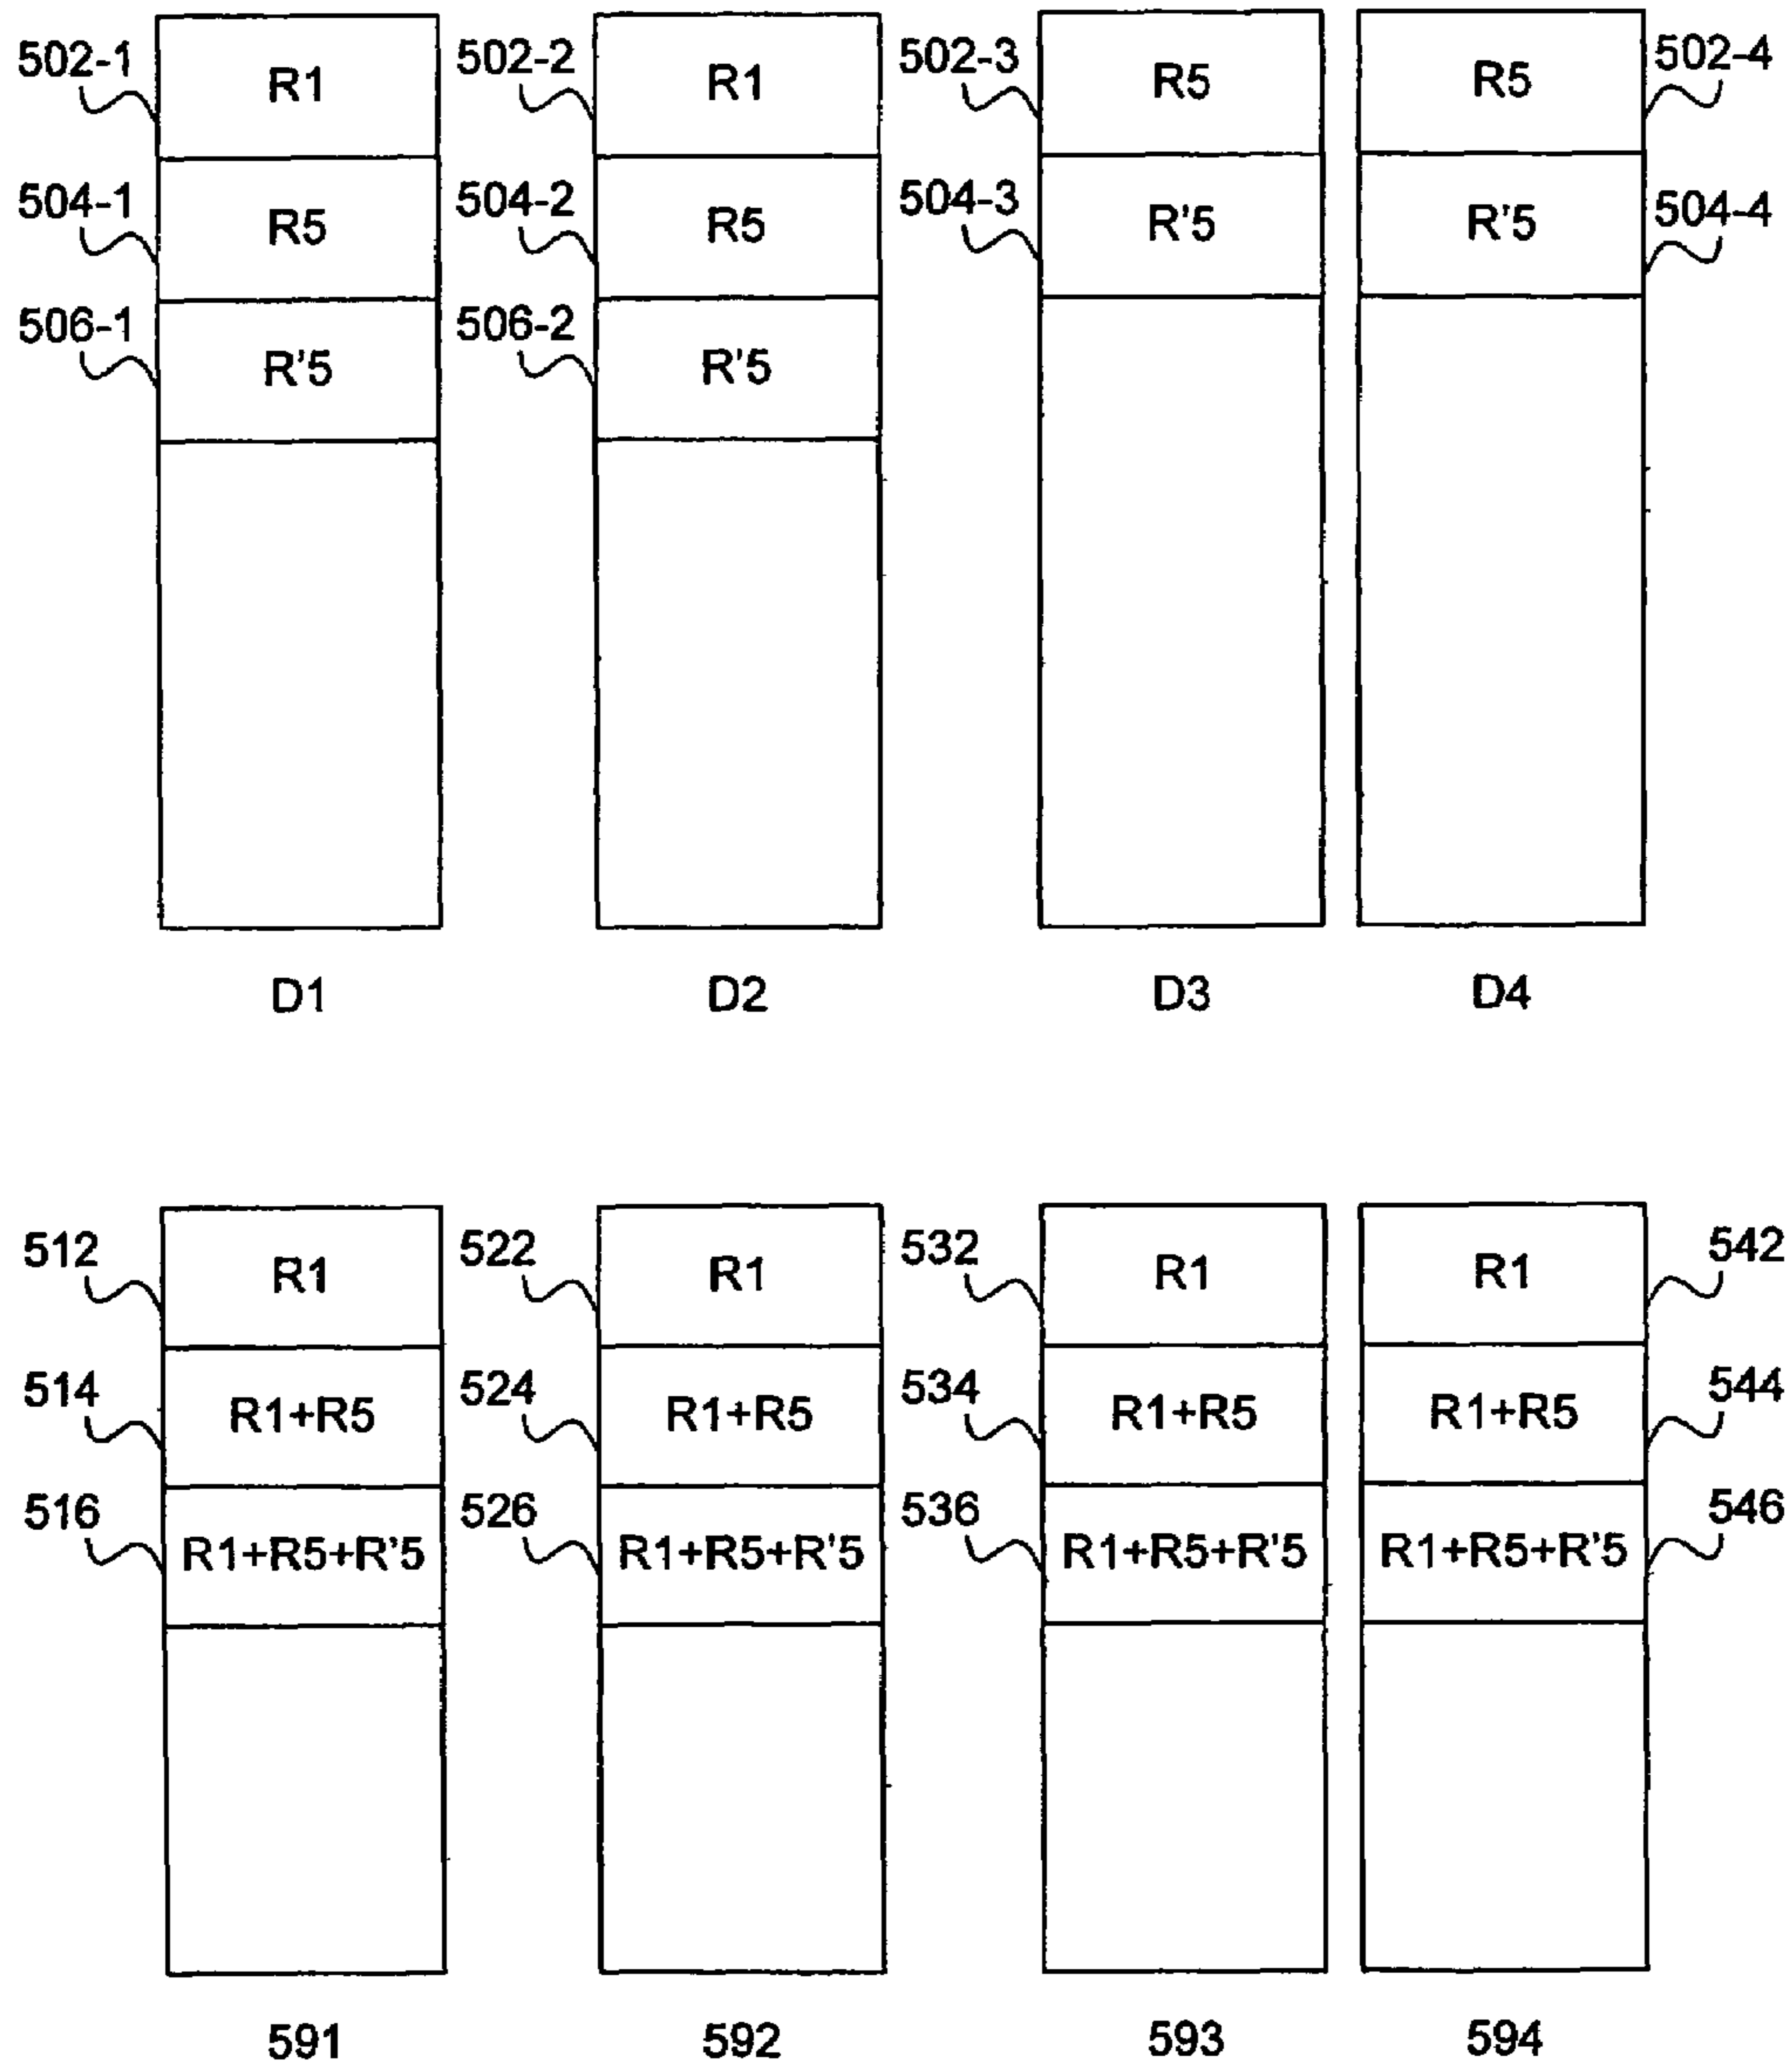 502-1 R1 502-2 R1 502-3 R5 R5 502-4
504-1 R5 504-2 R5 504-3 R'5 R'5 504-4
506-1 R'5 506-2 R'5
D1 D2 D3 D4
512 R1 522 R1 532 R1 R1 542
514 R1+R5 524 R1+R5 534 R1+R5 R1+R5 544
516 R1+R5+R'5 526 R1+R5+R'5 536 R1+R5+R'5 R1+R5+R'5 546
591 592 593 594